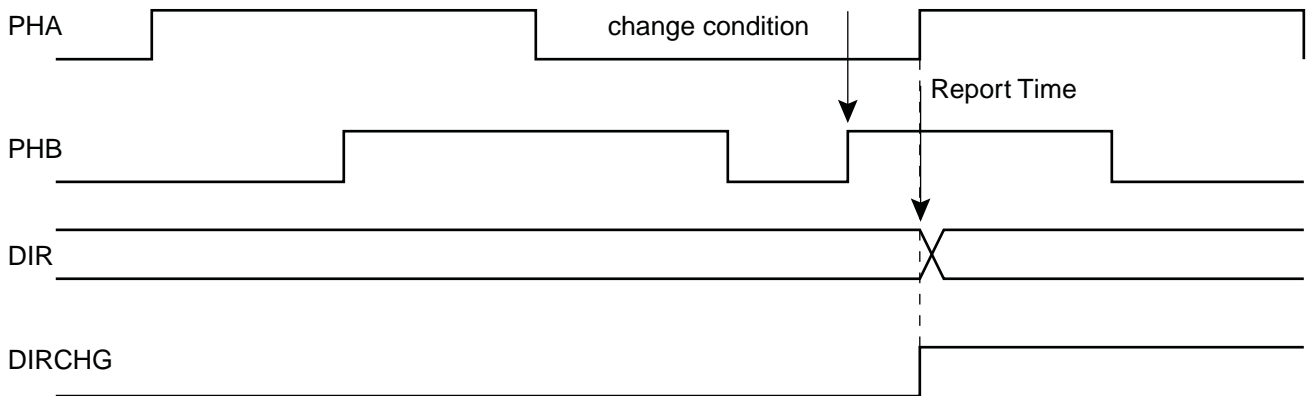 PHA
change condition
Report Time
PHB
DIR
DIRCHG